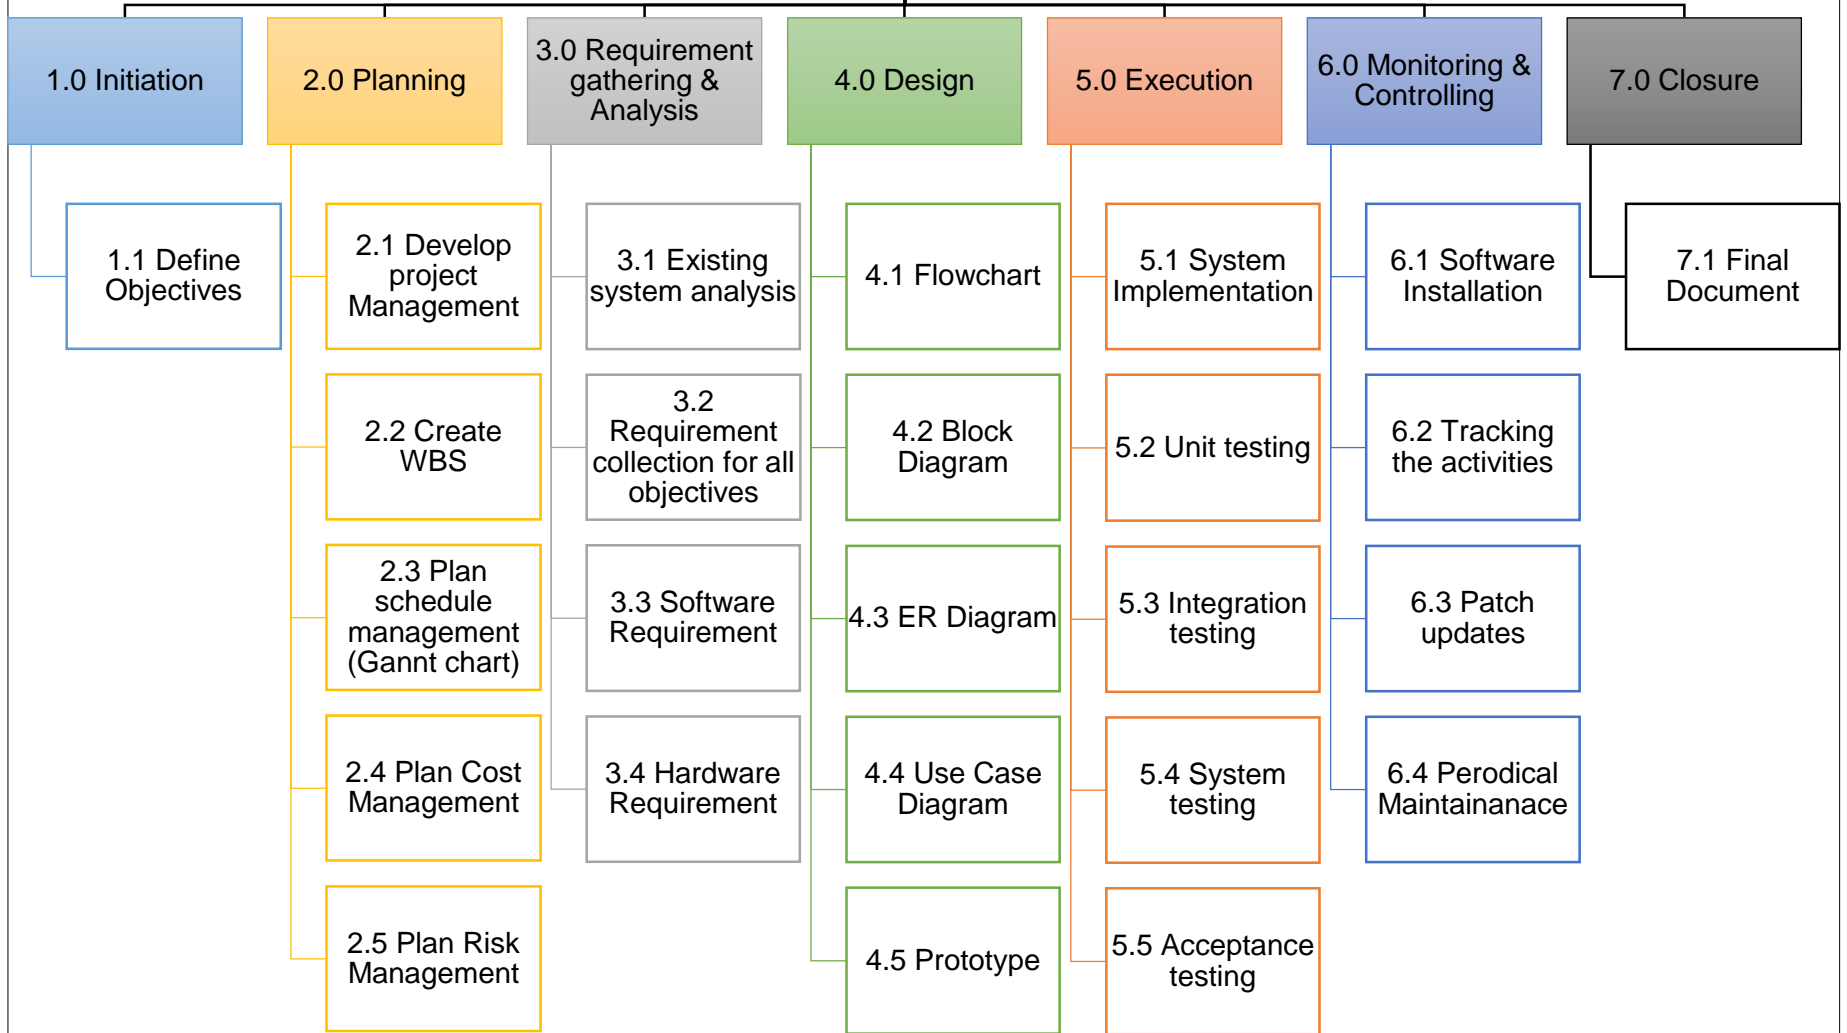 1.0 Initiation
2.0 Planning
3.0 Requirement
gathering &
Analysis
4.0 Design
5.0 Execution
6.0 Monitoring &
Controlling
7.0 Closure
1.1 Define
Objectives
2.1 Develop
project
Management
2.2 Create
WBS
2.3 Plan
schedule
management
(Gannt chart)
2.4 Plan Cost
Management
2.5 Plan Risk
Management
3.1 Existing
system analysis
3.2
Requirement
collection for all
objectives
3.3 Software
Requirement
3.4 Hardware
Requirement
4.1 Flowchart
4.2 Block
Diagram
4.3 ER Diagram
4.4 Use Case
Diagram
4.5 Prototype
5.1 System
Implementation
5.2 Unit testing
5.3 Integration
testing
5.4 System
testing
5.5 Acceptance
testing
6.1 Software
Installation
6.2 Tracking
the activities
6.3 Patch
updates
6.4 Perodical
Maintainanace
7.1 Final
Document